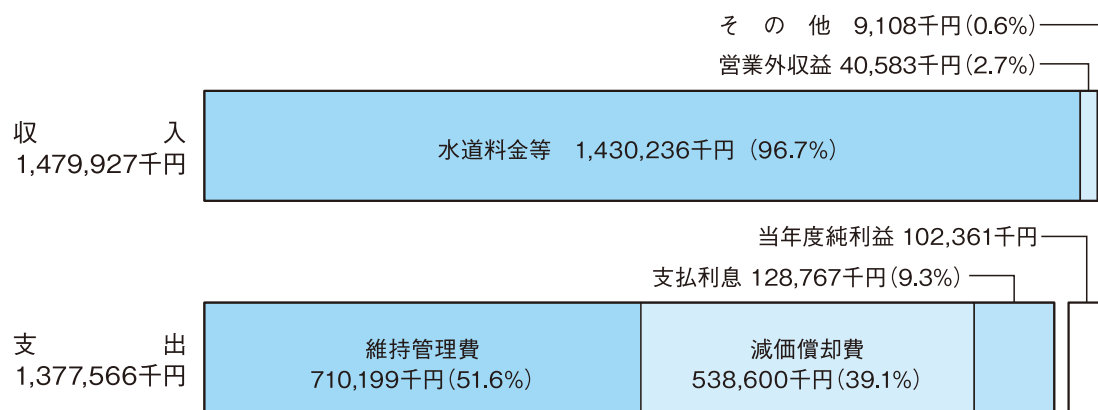 その他 9,108千円(0.6%)
営業外収益 40,583千円(2.7%)
収入
1,479,927千円
水道料金等 1,430,236千円(96.7%)
当年度純利益 102,361千円
支払利息 128,767千円(9.3%)
支出
1,377,566千円
維持管理費
710,199千円(51.6%)
減価償却費
538,600千円(39.1%)